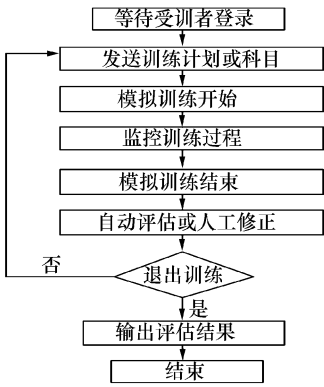 等待受训者登录
发送训练计划或科目
模拟训练开始
监控训练过程
模拟训练结束
自动评估或人工修正
否
退出训练
是
输出评估结果
结束